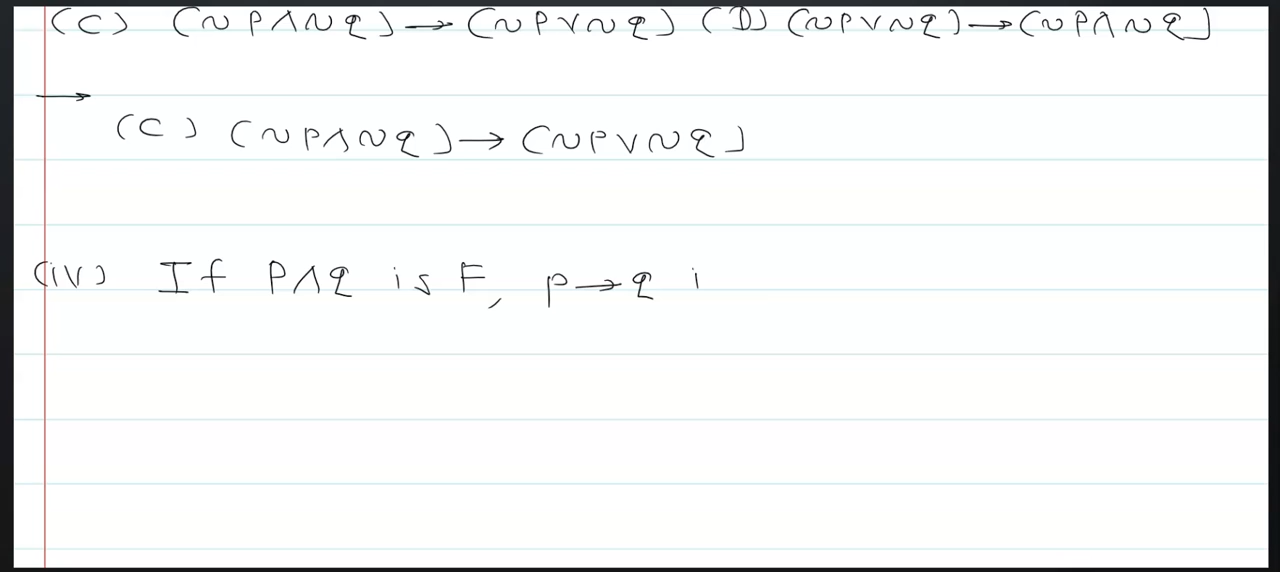 (C) (~P∧~q)→(~P∨~q) (D) (~P∨~q)→(~P∧~q)
→
(C) (~P∧~q)→(~P∨~q)
(iv) If P∧q is F, p→q i